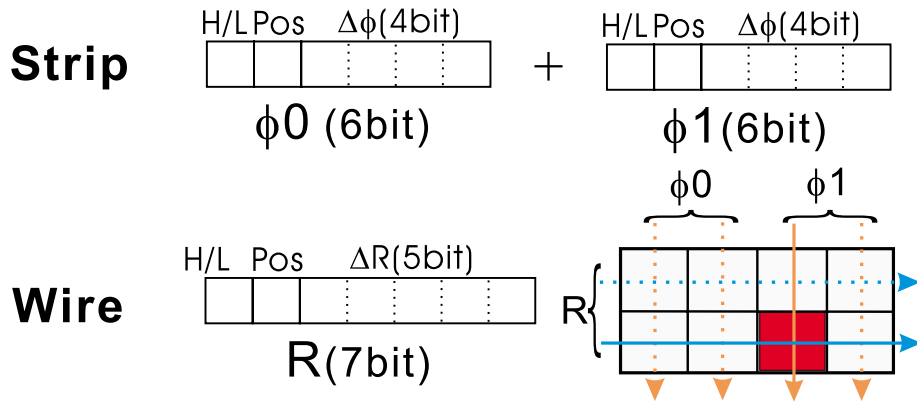 H/L Pos Δϕ(4bit) H/L Pos Δϕ(4bit)
Strip +
ϕ0 (6bit) ϕ1(6bit)
ϕ0 ϕ1
H/L Pos ΔR(5bit)
Wire R
R(7bit)